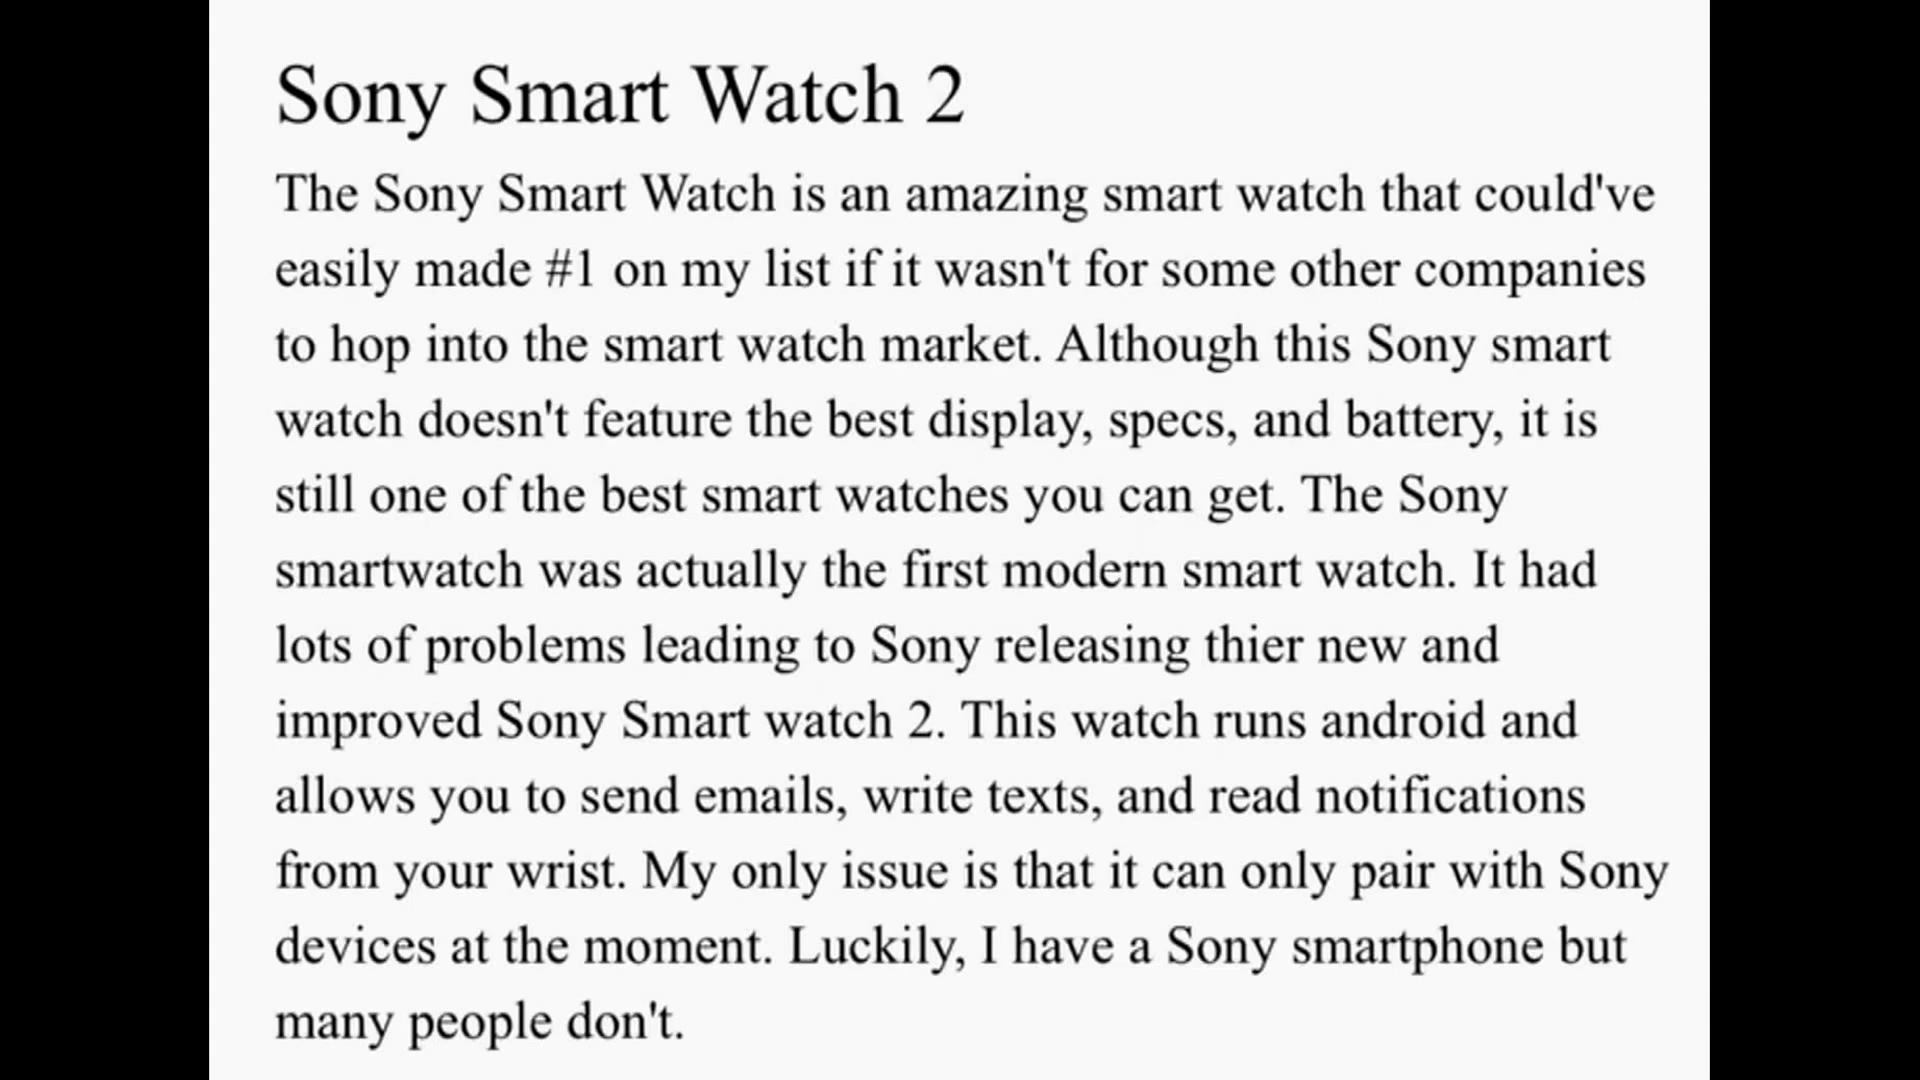 Sony Smart Watch 2
The Sony Smart Watch is an amazing smart watch that could've
easily made #1 on my list if it wasn't for some other companies
to hop into the smart watch market. Although this Sony smart
watch doesn't feature the best display, specs, and battery, it is
still one of the best smart watches you can get. The Sony
smartwatch was actually the first modern smart watch. It had
lots of problems leading to Sony releasing thier new and
improved Sony Smart watch 2. This watch runs android and
allows you to send emails, write texts, and read notifications
from your wrist. My only issue is that it can only pair with Sony
devices at the moment. Luckily, I have a Sony smartphone but
many people don't.